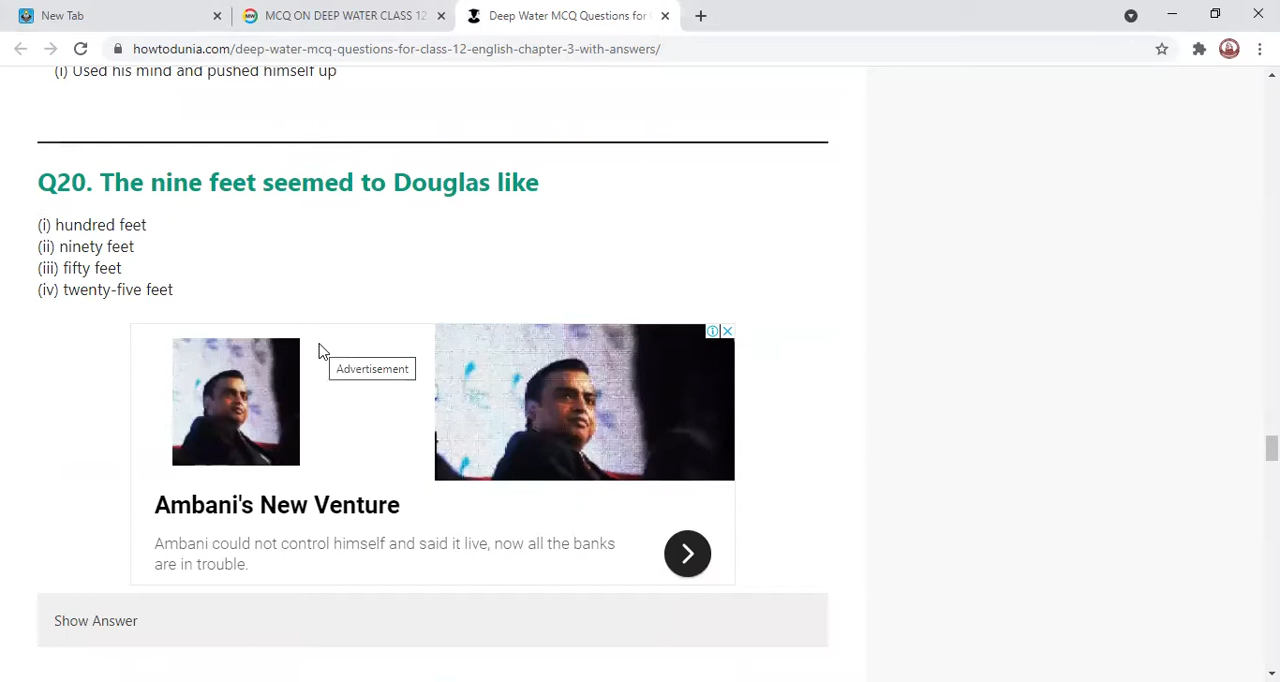 New Tab
MCQ ON DEEP WATER CLASS 12
Deep Water MCQ Questions for
howtodunia.com/deep-water-mcq-questions-for-class-12-english-chapter-3-with-answers/
(i) Used his mind and pushed himself up
Q20. The nine feet seemed to Douglas like
(i) hundred feet
(ii) ninety feet
(iii) fifty feet
(iv) twenty-five feet
Advertisement
Ambani's New Venture
Ambani could not control himself and said it live, now all the banks
are in trouble.
Show Answer